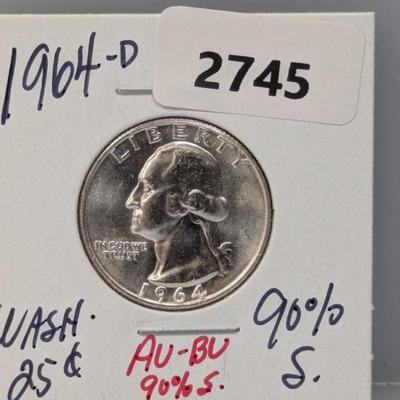 1964-D
2745
LIBERTY
IN GOD WE
TRUST
1964
WASH.
25¢
AU-BU
90% S.
90%
S.